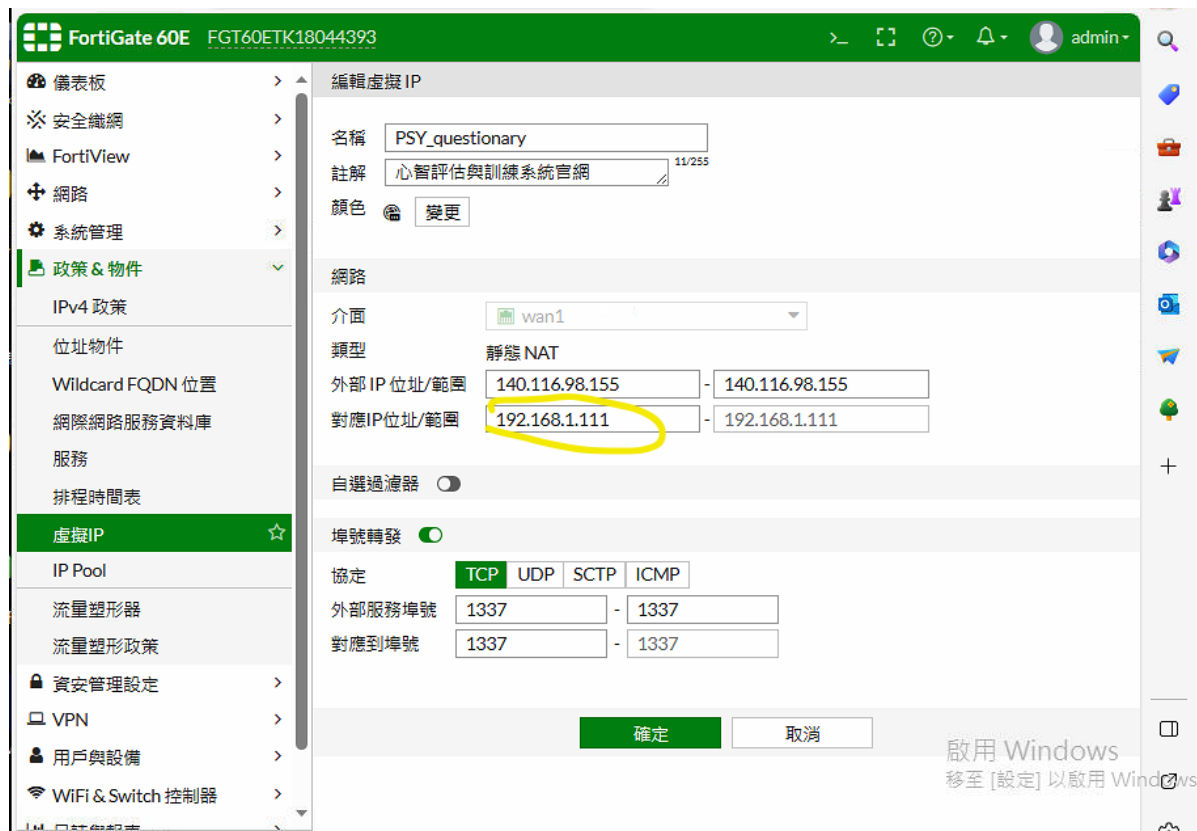 FortiGate 60E FGT60ETK18044393 >_ admin
儀表板
安全織網
FortiView
網路
系統管理
政策 & 物件
IPv4 政策
位址物件
Wildcard FQDN 位置
網際網路服務資料庫
服務
排程時間表
虛擬IP
IP Pool
流量塑形器
流量塑形政策
資安管理設定
VPN
用戶與設備
WiFi & Switch 控制器
日誌與報表
編輯虛擬 IP
名稱 PSY_questionary
註解 心智評估與訓練系統官網 11/255
顏色 變更
網路
介面 wan1
類型 靜態 NAT
外部 IP 位址/範圍 140.116.98.155 - 140.116.98.155
對應IP位址/範圍 192.168.1.111 - 192.168.1.111
自選過濾器
埠號轉發
協定 TCP UDP SCTP ICMP
外部服務埠號 1337 - 1337
對應到埠號 1337 - 1337
確定 取消
啟用 Windows
移至 [設定] 以啟用 Windows